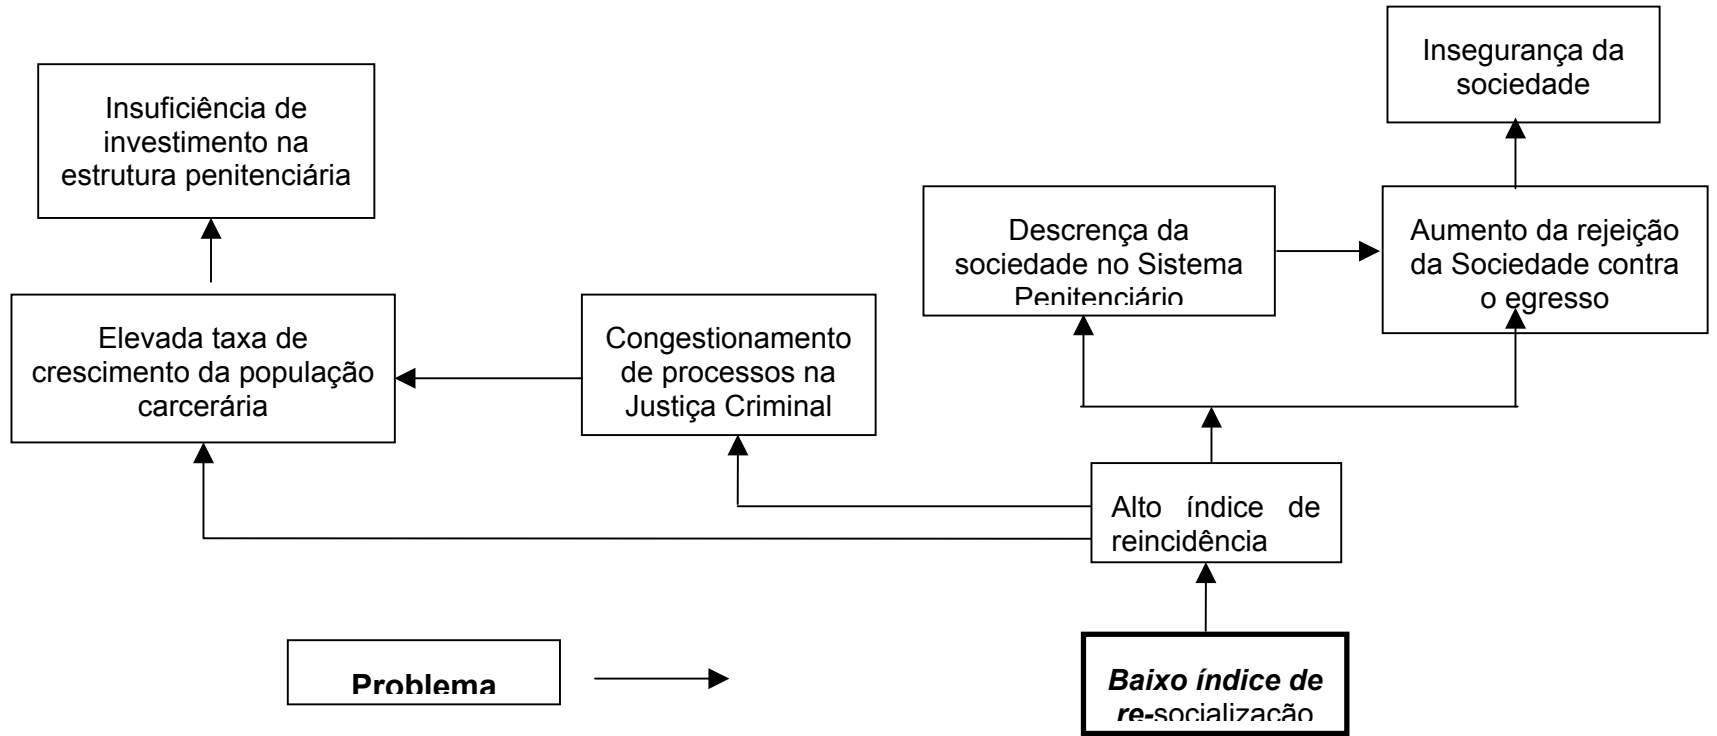 Insegurança da
sociedade
Insuficiência de
investimento na
estrutura penitenciária
Descrença da
sociedade no Sistema
Penitenciário
Aumento da rejeição
da Sociedade contra
o egresso
Elevada taxa de
crescimento da população
carcerária
Congestionamento
de processos na
Justiça Criminal
Alto índice de
reincidência
Problema
Baixo índice de
re-socialização